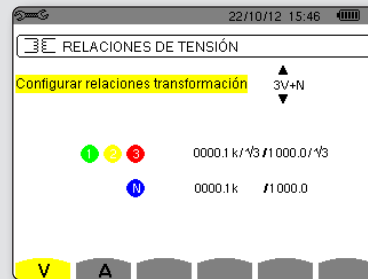 22/10/12 15:46
RELACIONES DE TENSIÓN
Configurar relaciones transformación 3V+N
1 2 3 0000.1 k/√3 /1000.0/√3
N 0000.1 k /1000.0
V A